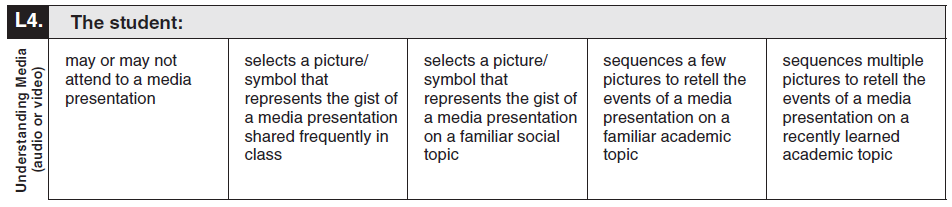 L4. The student:
Understanding Media
(audio or video)
may or may not
attend to a media
presentation
selects a picture/
symbol that
represents the gist of
a media presentation
shared frequently in
class
selects a picture/
symbol that
represents the gist of
a media presentation
on a familiar social
topic
sequences a few
pictures to retell the
events of a media
presentation on a
familiar academic
topic
sequences multiple
pictures to retell the
events of a media
presentation on a
recently learned
academic topic